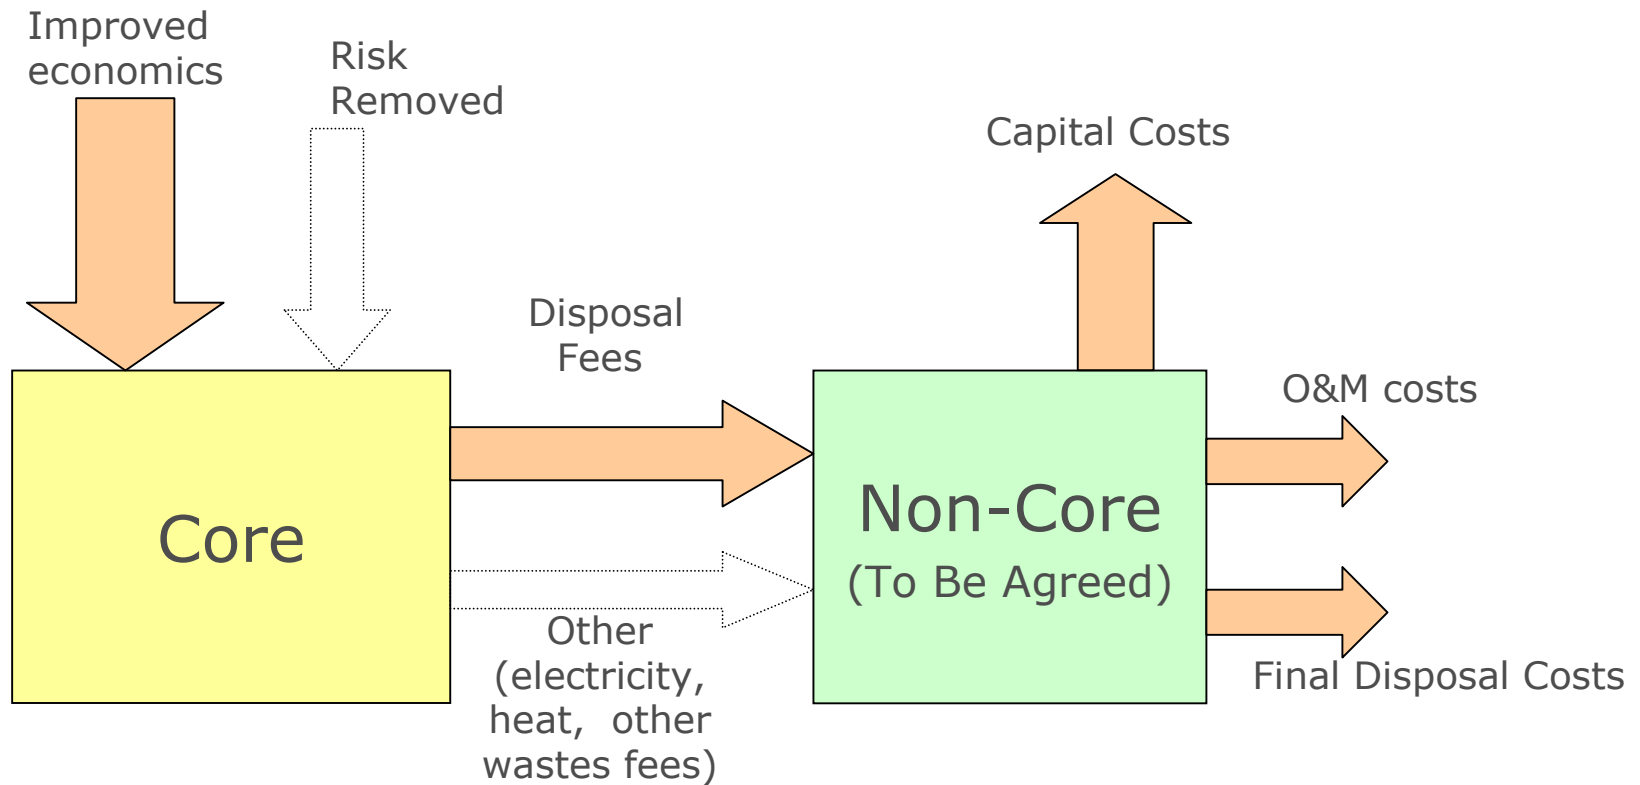 Improved
economics
Risk
Removed
Capital Costs
Disposal
Fees
O&M costs
Core
Non-Core
(To Be Agreed)
Other
(electricity,
heat,  other
wastes fees)
Final Disposal Costs